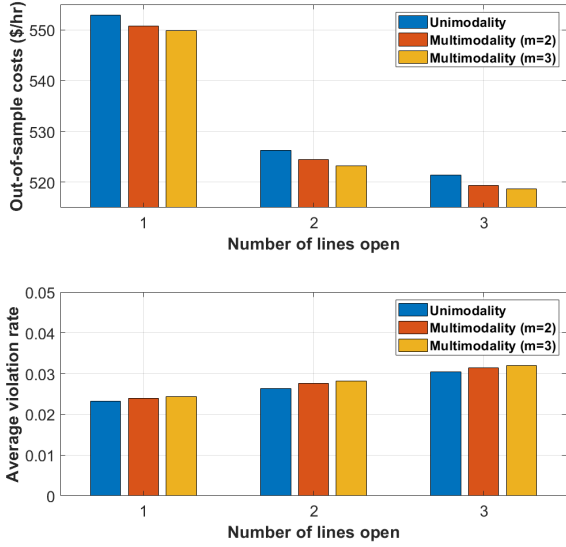 Out-of-sample costs ($/hr)
550
540
530
520
Unimodality
Multimodality (m=2)
Multimodality (m=3)
1
2
3
Number of lines open
Average violation rate
0.05
0.04
0.03
0.02
0.01
0
Unimodality
Multimodality (m=2)
Multimodality (m=3)
1
2
3
Number of lines open